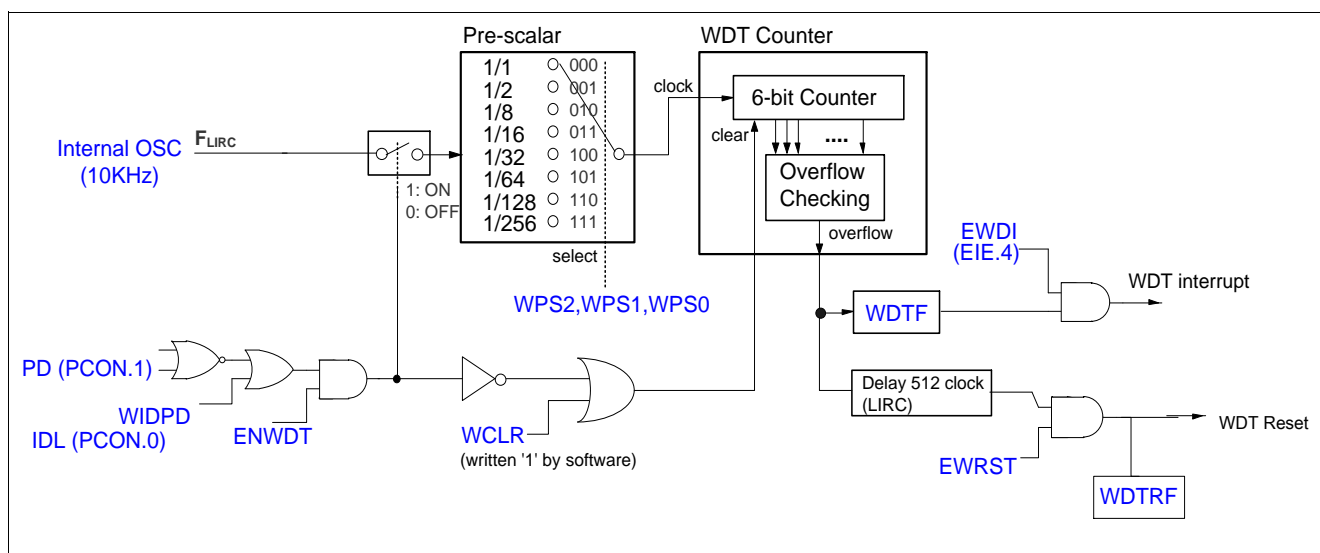 Pre-scalar
WDT Counter
1/1 000
1/2 001
1/8 010
1/16 011
1/32 100
1/64 101
1/128 110
1/256 111
clock
6-bit Counter
clear
....
Overflow
Checking
overflow
Internal OSC
(10KHz)
FLIRC
1: ON
0: OFF
select
WPS2,WPS1,WPS0
EWDI
(EIE.4)
WDT interrupt
WDTF
PD (PCON.1)
WIDPD
IDL (PCON.0)
ENWDT
WCLR
(written '1' by software)
Delay 512 clock
(LIRC)
EWRST
WDT Reset
WDTRF